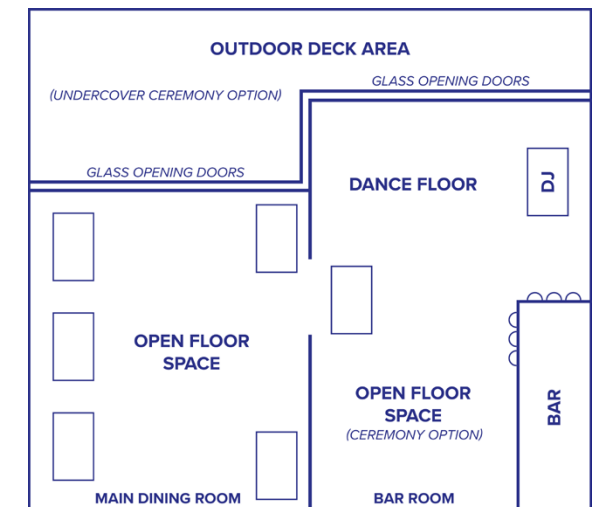 OUTDOOR DECK AREA
GLASS OPENING DOORS
(UNDERCOVER CEREMONY OPTION)
GLASS OPENING DOORS
DANCE FLOOR
DJ
OPEN FLOOR
SPACE
OPEN FLOOR
SPACE
(CEREMONY OPTION)
BAR
MAIN DINING ROOM
BAR ROOM